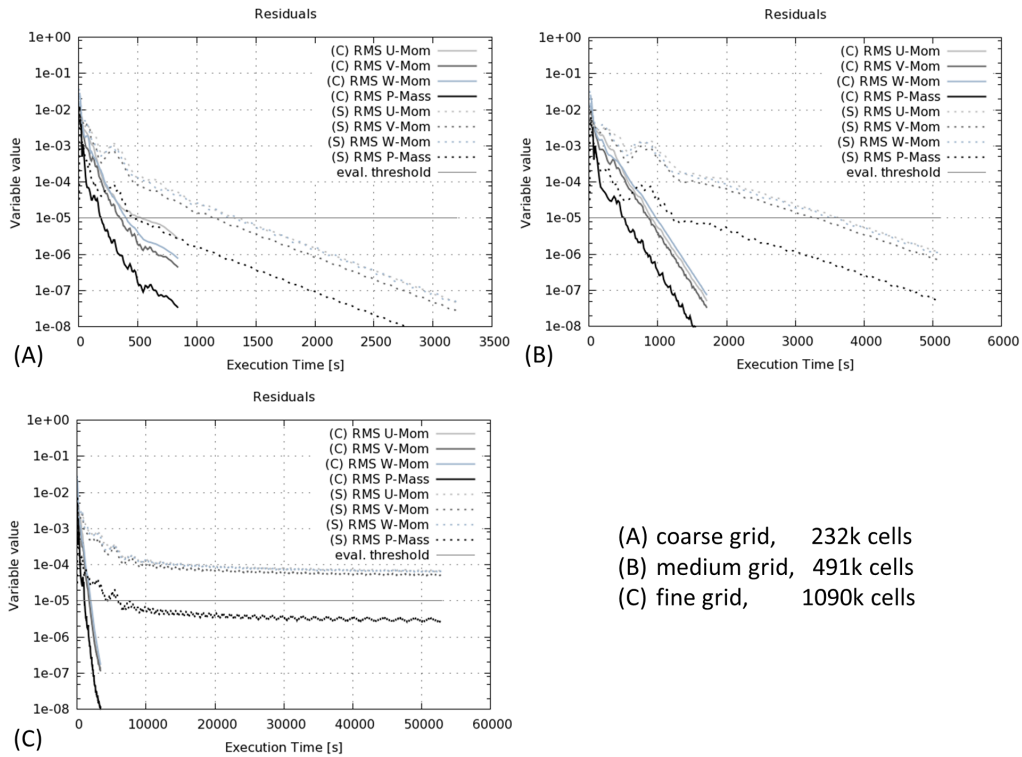 Residuals
1e+00
1e-01
1e-02
1e-03
1e-04
1e-05
1e-06
1e-07
1e-08
Variable value
(C) RMS U-Mom
(C) RMS V-Mom
(C) RMS W-Mom
(C) RMS P-Mass
(S) RMS U-Mom
(S) RMS V-Mom
(S) RMS W-Mom
(S) RMS P-Mass
eval. threshold
0 500 1000 1500 2000 2500 3000 3500
Execution Time [s]
(A)
Residuals
1e+00
1e-01
1e-02
1e-03
1e-04
1e-05
1e-06
1e-07
1e-08
Variable value
(C) RMS U-Mom
(C) RMS V-Mom
(C) RMS W-Mom
(C) RMS P-Mass
(S) RMS U-Mom
(S) RMS V-Mom
(S) RMS W-Mom
(S) RMS P-Mass
eval. threshold
0 1000 2000 3000 4000 5000 6000
Execution Time [s]
(B)
Residuals
1e+00
1e-01
1e-02
1e-03
1e-04
1e-05
1e-06
1e-07
1e-08
Variable value
(C) RMS U-Mom
(C) RMS V-Mom
(C) RMS W-Mom
(C) RMS P-Mass
(S) RMS U-Mom
(S) RMS V-Mom
(S) RMS W-Mom
(S) RMS P-Mass
eval. threshold
0 10000 20000 30000 40000 50000 60000
Execution Time [s]
(C)
(A) coarse grid, 232k cells
(B) medium grid, 491k cells
(C) fine grid, 1090k cells